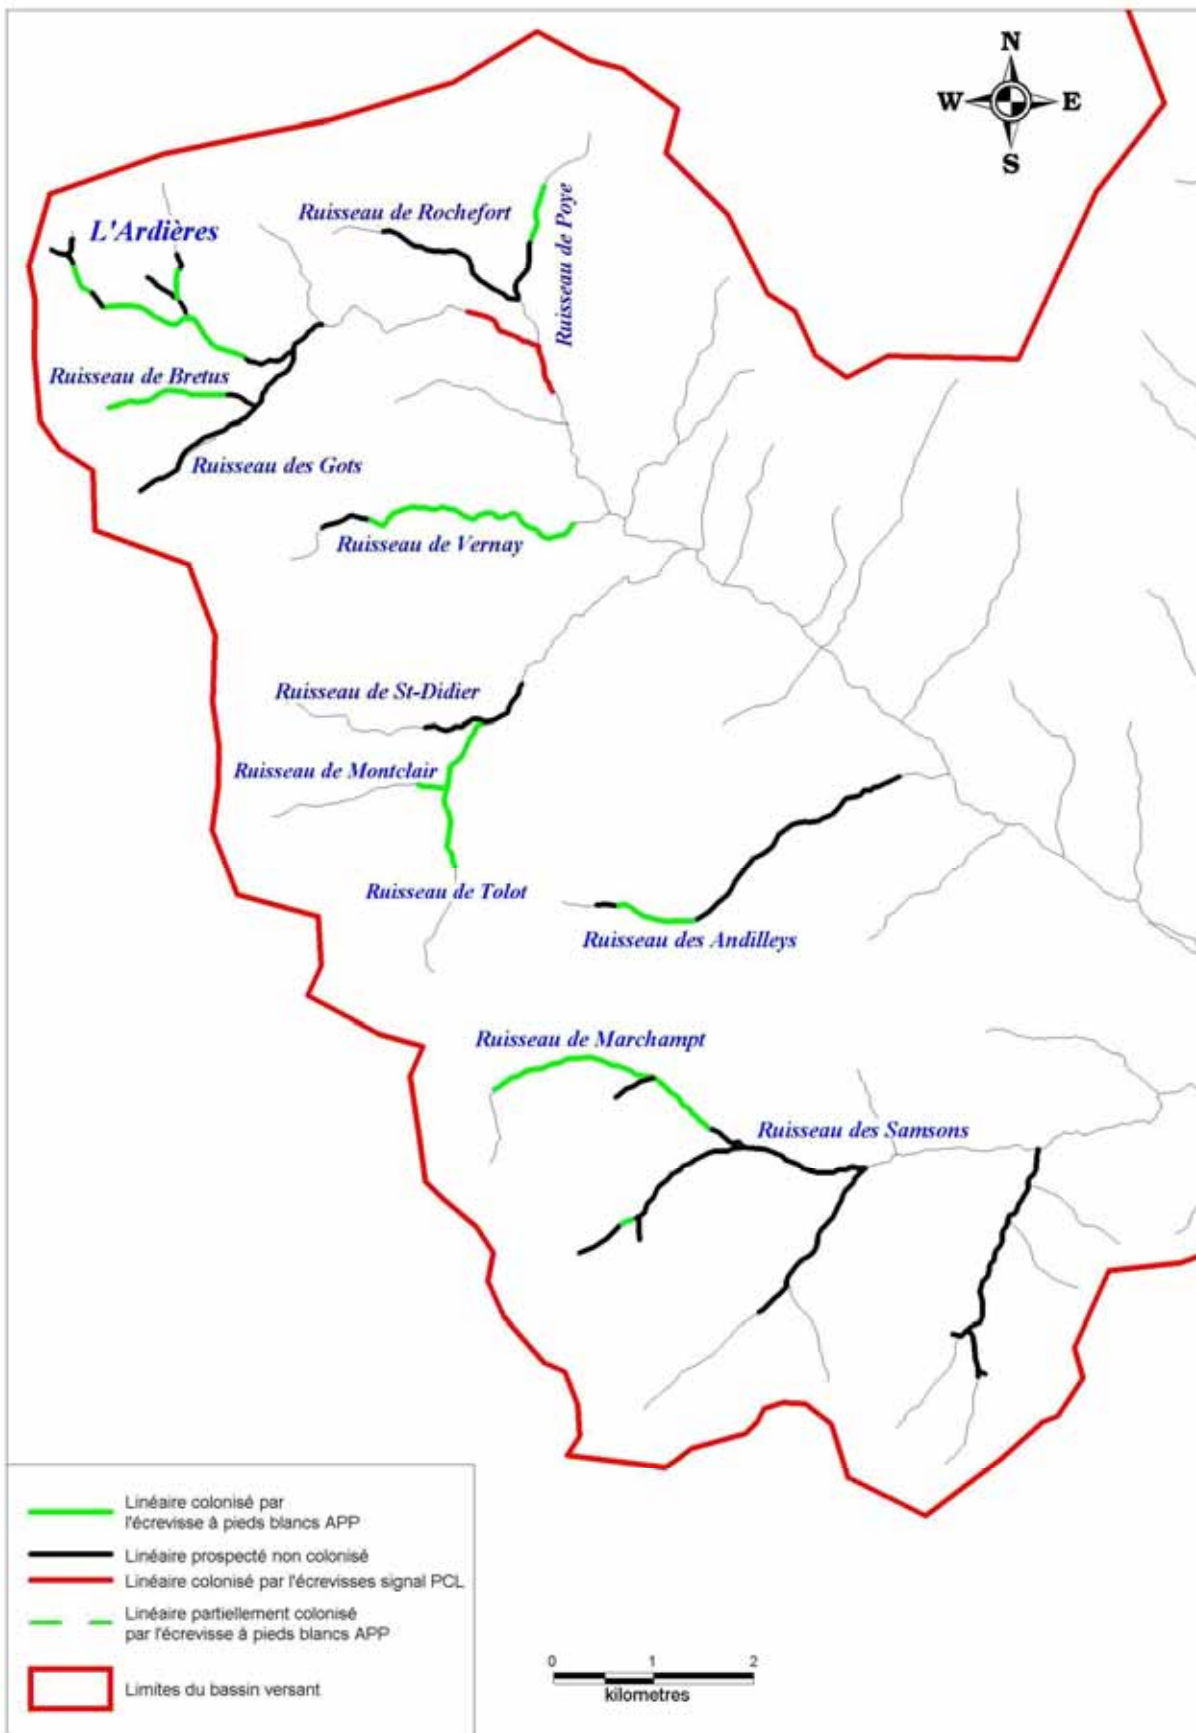 N
W E
S
Ruisseau de Rochefort
Ruisseau de Poye
L'Ardières
Ruisseau de Bretus
Ruisseau des Gots
Ruisseau de Vernay
Ruisseau de St-Didier
Ruisseau de Montclair
Ruisseau de Tolot
Ruisseau des Andilleys
Ruisseau de Marchampt
Ruisseau des Samsons
Linéaire colonisé par
l'écrevisse à pieds blancs APP
Linéaire prospecté non colonisé
Linéaire colonisé par l'écrevisses signal PCL
Linéaire partiellement colonisé
par l'écrevisse à pieds blancs APP
Limites du bassin versant
0 1 2
kilometres